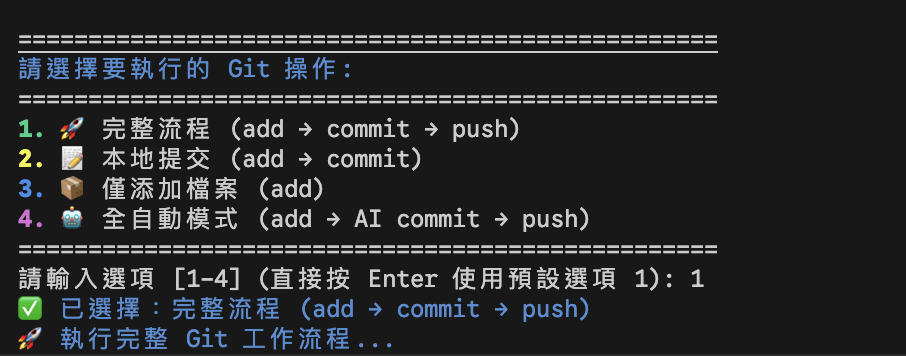 ==================================================
請選擇要執行的 Git 操作:
==================================================
1. 🚀 完整流程 (add → commit → push)
2. 📝 本地提交 (add → commit)
3. 📦 僅添加檔案 (add)
4. 🤖 全自動模式 (add → AI commit → push)
==================================================
請輸入選項 [1-4] (直接按 Enter 使用預設選項 1): 1
✅ 已選擇：完整流程 (add → commit → push)
🚀 執行完整 Git 工作流程...